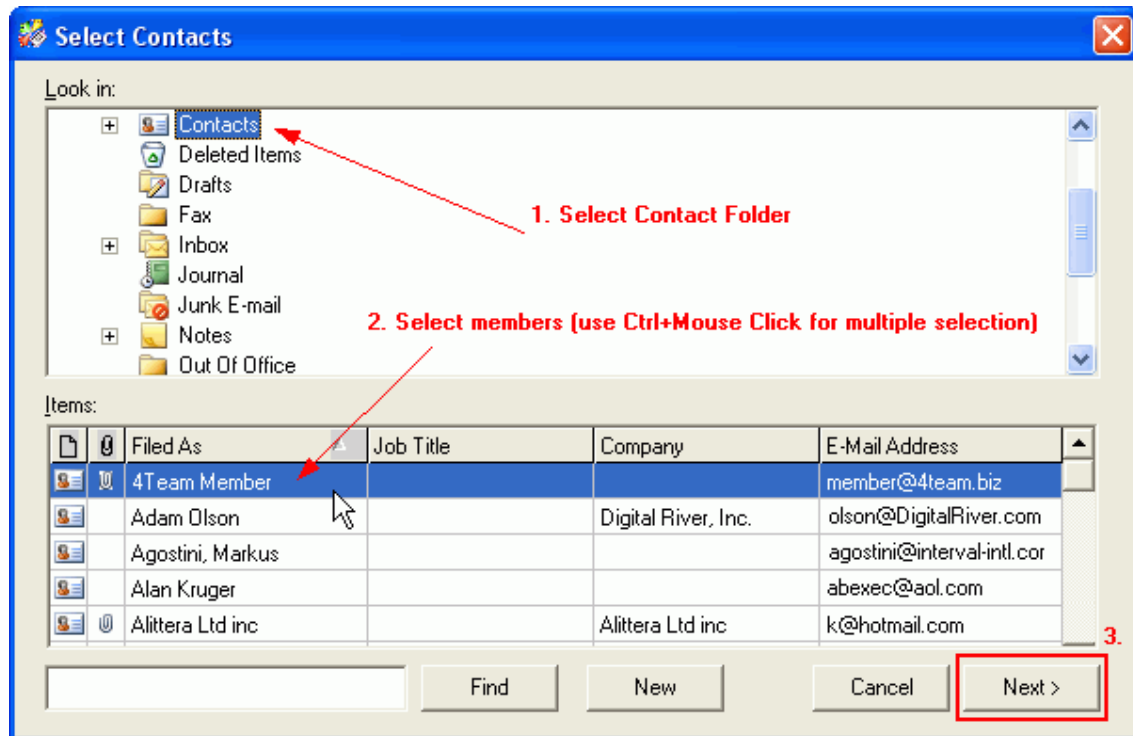 Select Contacts
Look in:
Contacts
Deleted Items
Drafts
Fax
1. Select Contact Folder
Inbox
Journal
Junk E-mail
2. Select members (use Ctrl+Mouse Click for multiple selection)
Notes
Out Of Office
Items:
Filed As Job Title Company E-Mail Address
4Team Member member@4team.biz
Adam Olson Digital River, Inc. olson@DigitalRiver.com
Agostini, Markus agostini@interval-intl.cor
Alan Kruger abexec@aol.com
Alittera Ltd inc Alittera Ltd inc k@hotmail.com
3.
Find New Cancel Next >